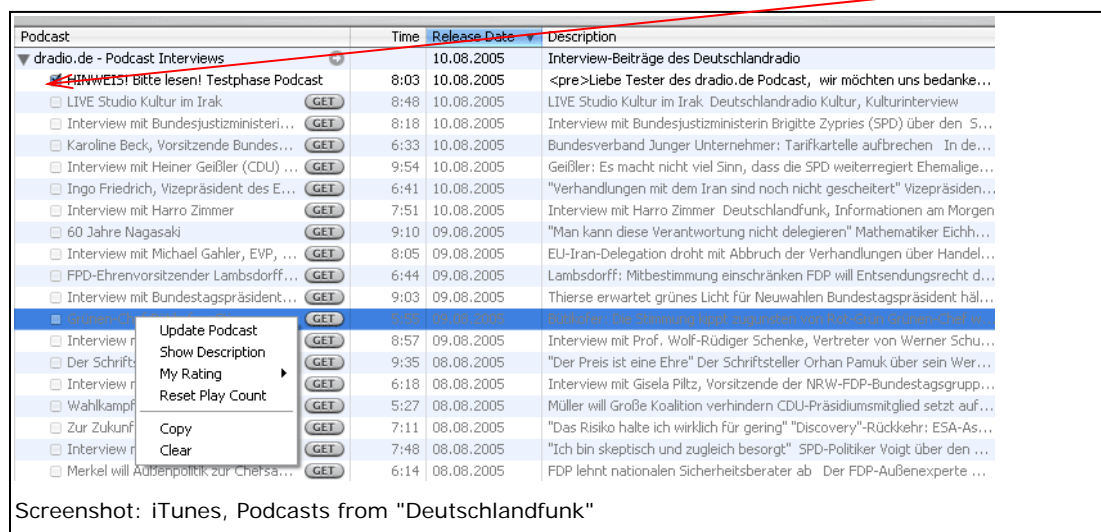 Podcast Time Release Date Description
dradio.de - Podcast Interviews 10.08.2005 Interview-Beiträge des Deutschlandradio
HINWEIS! Bitte lesen! Testphase Podcast 8:03 10.08.2005 <pre>Liebe Tester des dradio.de Podcast, wir möchten uns bedanke...
LIVE Studio Kultur im Irak GET 8:48 10.08.2005 LIVE Studio Kultur im Irak Deutschlandradio Kultur, Kulturinterview
Interview mit Bundesjustizministeri... GET 8:18 10.08.2005 Interview mit Bundesjustizministerin Brigitte Zypries (SPD) über den S...
Karoline Beck, Vorsitzende Bundes... GET 6:33 10.08.2005 Bundesverband Junger Unternehmer: Tarifkartelle aufbrechen In de...
Interview mit Heiner Geißler (CDU) ... GET 9:54 10.08.2005 Geißler: Es macht nicht viel Sinn, dass die SPD weiterregiert Ehemalige...
Ingo Friedrich, Vizepräsident des E... GET 6:41 10.08.2005 "Verhandlungen mit dem Iran sind noch nicht gescheitert" Vizepräsiden...
Interview mit Harro Zimmer GET 7:51 10.08.2005 Interview mit Harro Zimmer Deutschlandfunk, Informationen am Morgen
60 Jahre Nagasaki GET 9:10 09.08.2005 "Man kann diese Verantwortung nicht delegieren" Mathematiker Eichh...
Interview mit Michael Gahler, EVP, ... GET 8:05 09.08.2005 EU-Iran-Delegation droht mit Abbruch der Verhandlungen über Handel...
FPD-Ehrenvorsitzender Lambsdorff... GET 6:44 09.08.2005 Lambsdorff: Mitbestimmung einschränken FDP will Entsendungsrecht d...
Interview mit Bundestagspräsident... GET 9:03 09.08.2005 Thierse erwartet grünes Licht für Neuwahlen Bundestagspräsident häl...
GET 09.08.2005
Interview GET 8:57 09.08.2005 Interview mit Prof. Wolf-Rüdiger Schenke, Vertreter von Werner Schu...
Der Schrifts GET 9:35 08.08.2005 "Der Preis ist eine Ehre" Der Schriftsteller Orhan Pamuk über sein Wer...
Interview GET 6:18 08.08.2005 Interview mit Gisela Piltz, Vorsitzende der NRW-FDP-Bundestagsgrupp...
Wahlkampf GET 5:27 08.08.2005 Müller will Große Koalition verhindern CDU-Präsidiumsmitglied setzt auf...
Zur Zukunf GET 7:11 08.08.2005 "Das Risiko halte ich wirklich für gering" "Discovery"-Rückkehr: ESA-As...
Interview GET 7:48 08.08.2005 "Ich bin skeptisch und zugleich besorgt" SPD-Politiker Voigt über den ...
Merkel will Außenpolitik zur Chefsa... GET 6:14 08.08.2005 FDP lehnt nationalen Sicherheitsberater ab Der FDP-Außenexperte ...
Update Podcast
Show Description
My Rating
Reset Play Count
Copy
Clear
Screenshot: iTunes, Podcasts from "Deutschlandfunk"